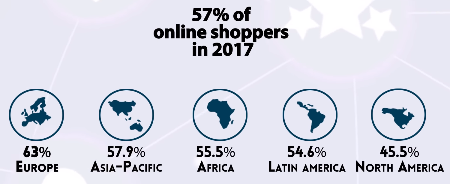 57% of
online shoppers
in 2017
63% 57.9% 55.5% 54.6% 45.5%
EUROPE ASIA-PACIFIC AFRICA LATIN AMERICA NORTH AMERICA